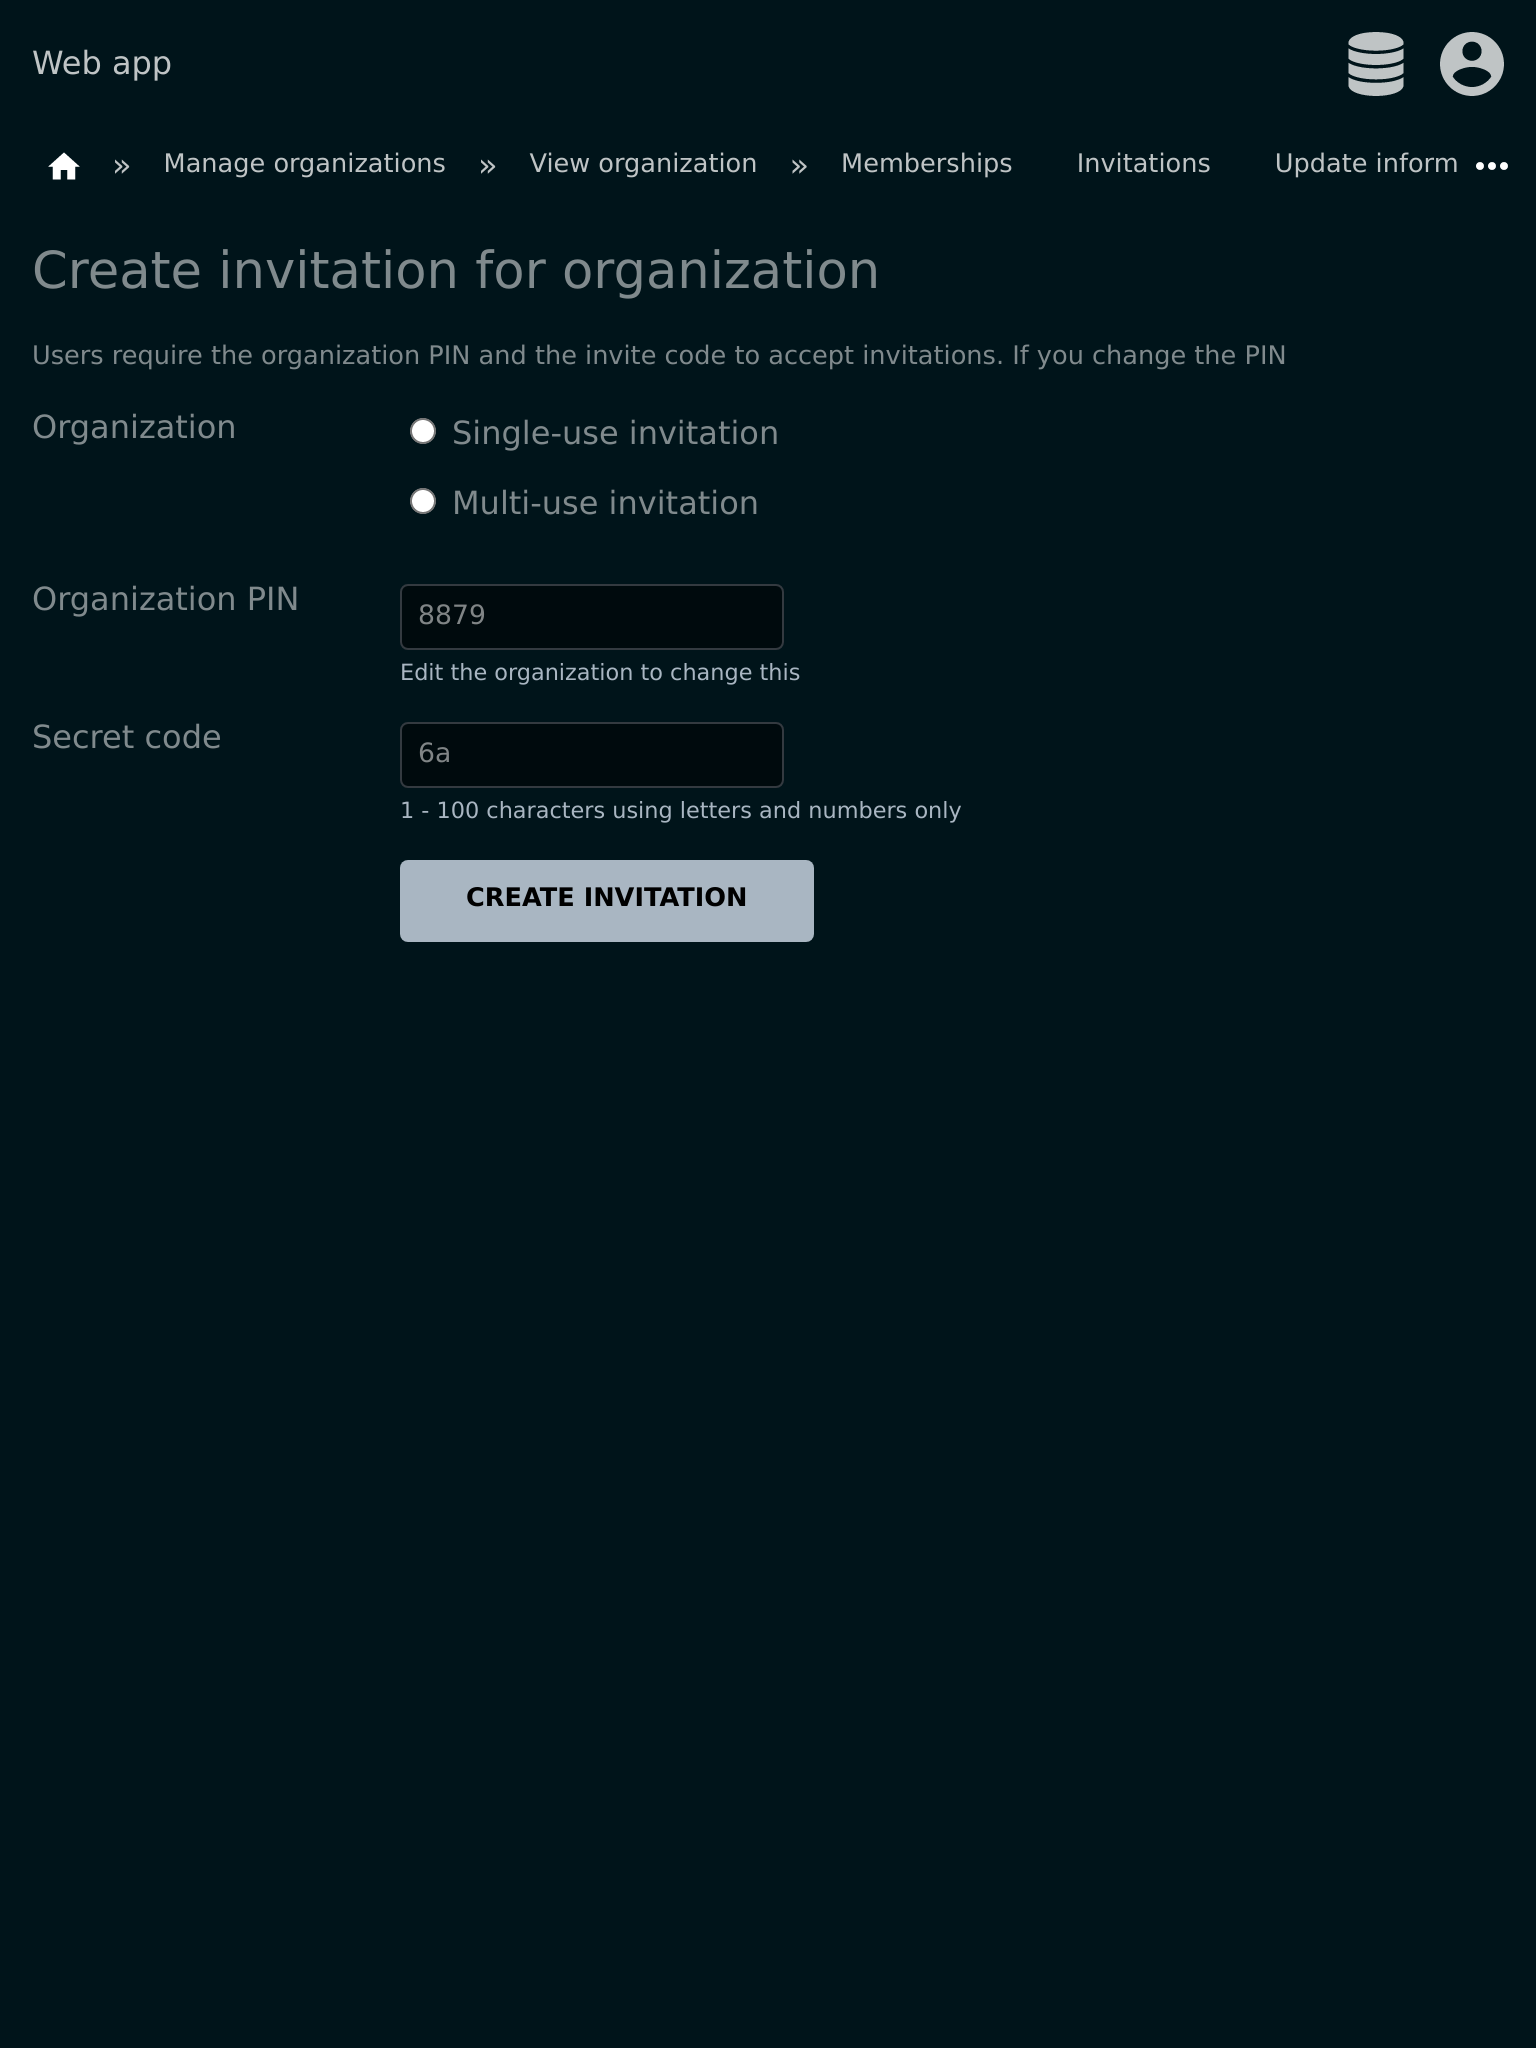 Web app
» Manage organizations » View organization » Memberships Invitations Update inform
Create invitation for organization
Users require the organization PIN and the invite code to accept invitations. If you change the PIN
Organization
Single-use invitation
Multi-use invitation
Organization PIN
8879
Edit the organization to change this
Secret code
6a
1 - 100 characters using letters and numbers only
CREATE INVITATION